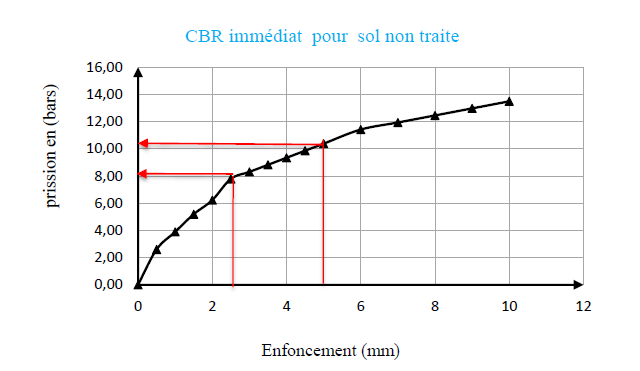 CBR immédiat pour sol non traite
prission en (bars)
16,00
14,00
12,00
10,00
8,00
6,00
4,00
2,00
0,00
0 2 4 6 8 10 12
Enfoncement (mm)